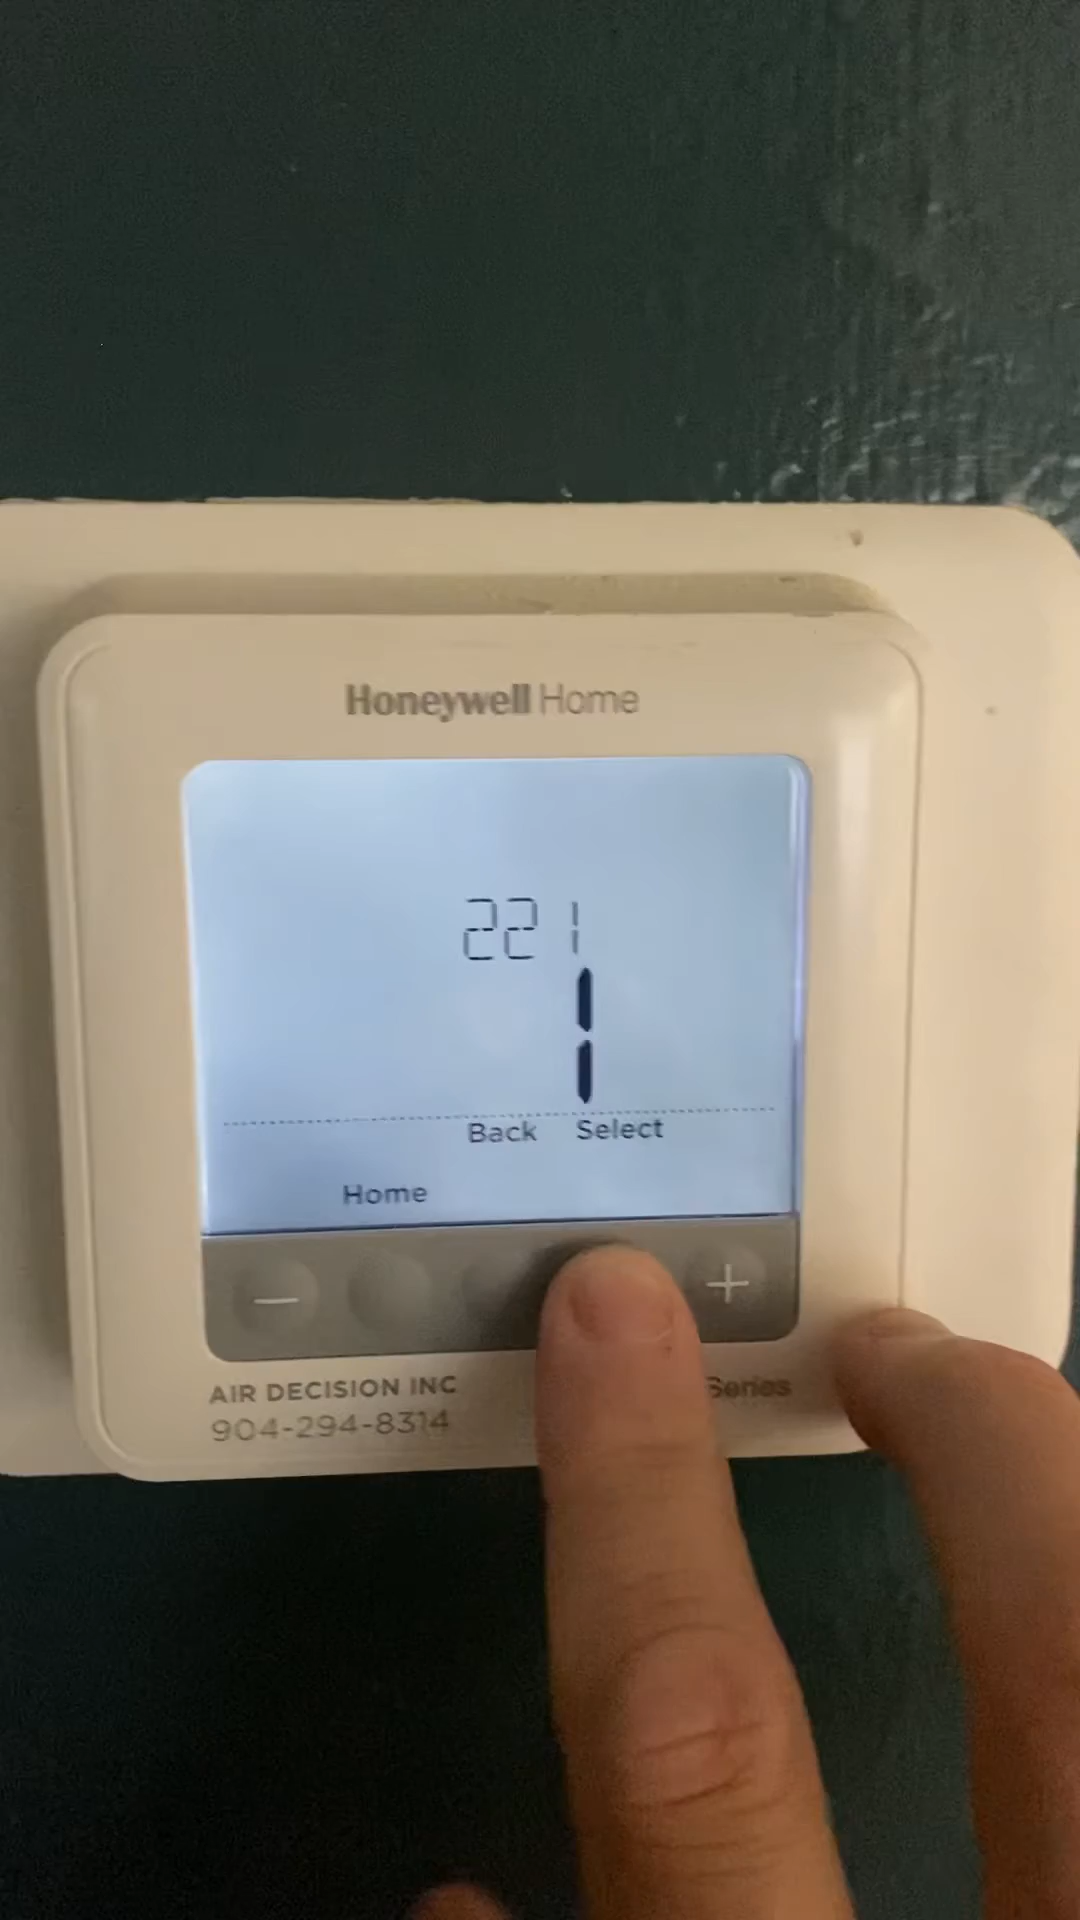 Honeywell Home
221
1
Back Select
Home
— +
AIR DECISION INC
904-294-8314
Series